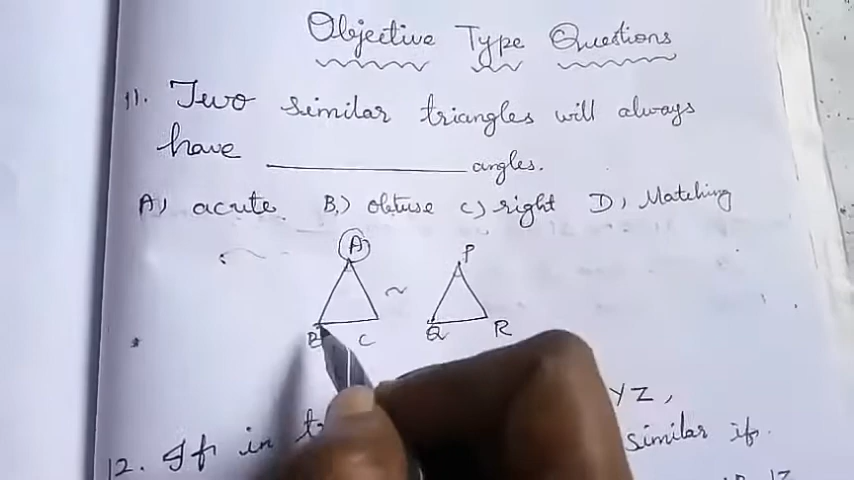 Objective Type Questions
11. Two similar triangles will always
have ____________ angles.
A) acute. B,) obtuse c) right D) Matching
A P
~
B C Q R
YZ,
12. If in similar if.